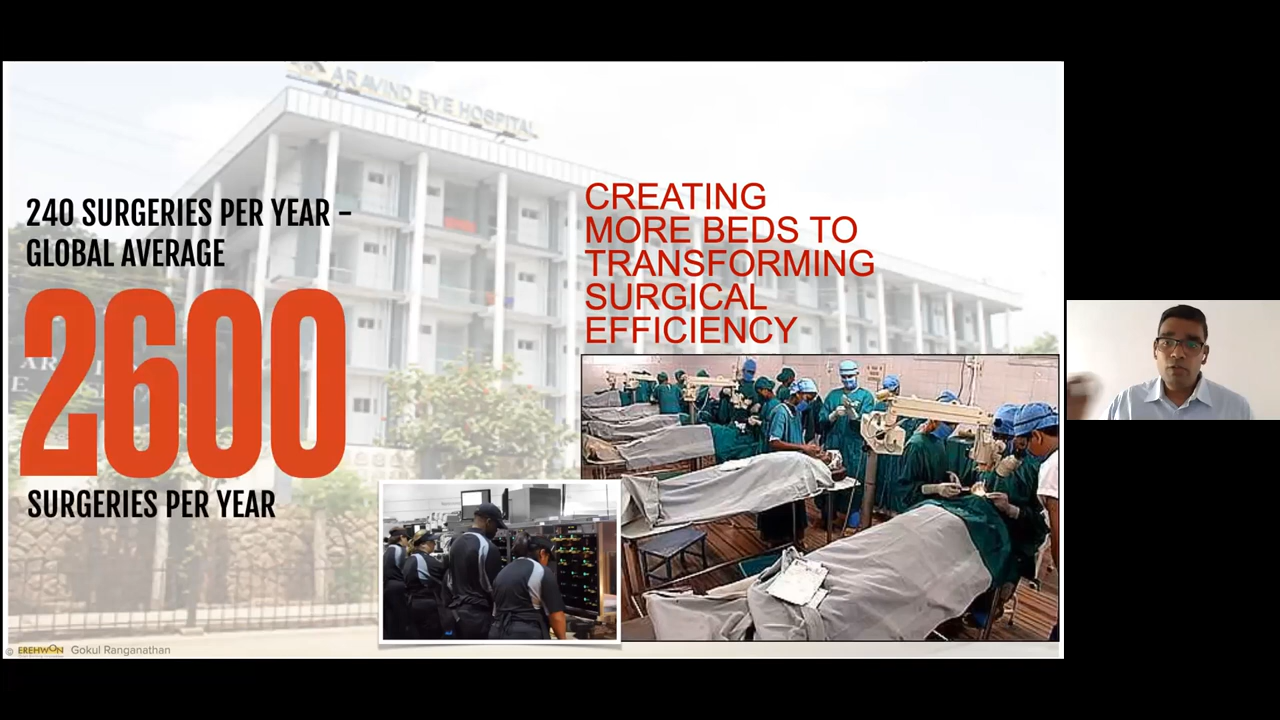 ARAVIND EYE HOSPITAL
240 SURGERIES PER YEAR –
GLOBAL AVERAGE
2600
SURGERIES PER YEAR
CREATING
MORE BEDS TO
TRANSFORMING
SURGICAL
EFFICIENCY
© EREHWON Gokul Ranganathan